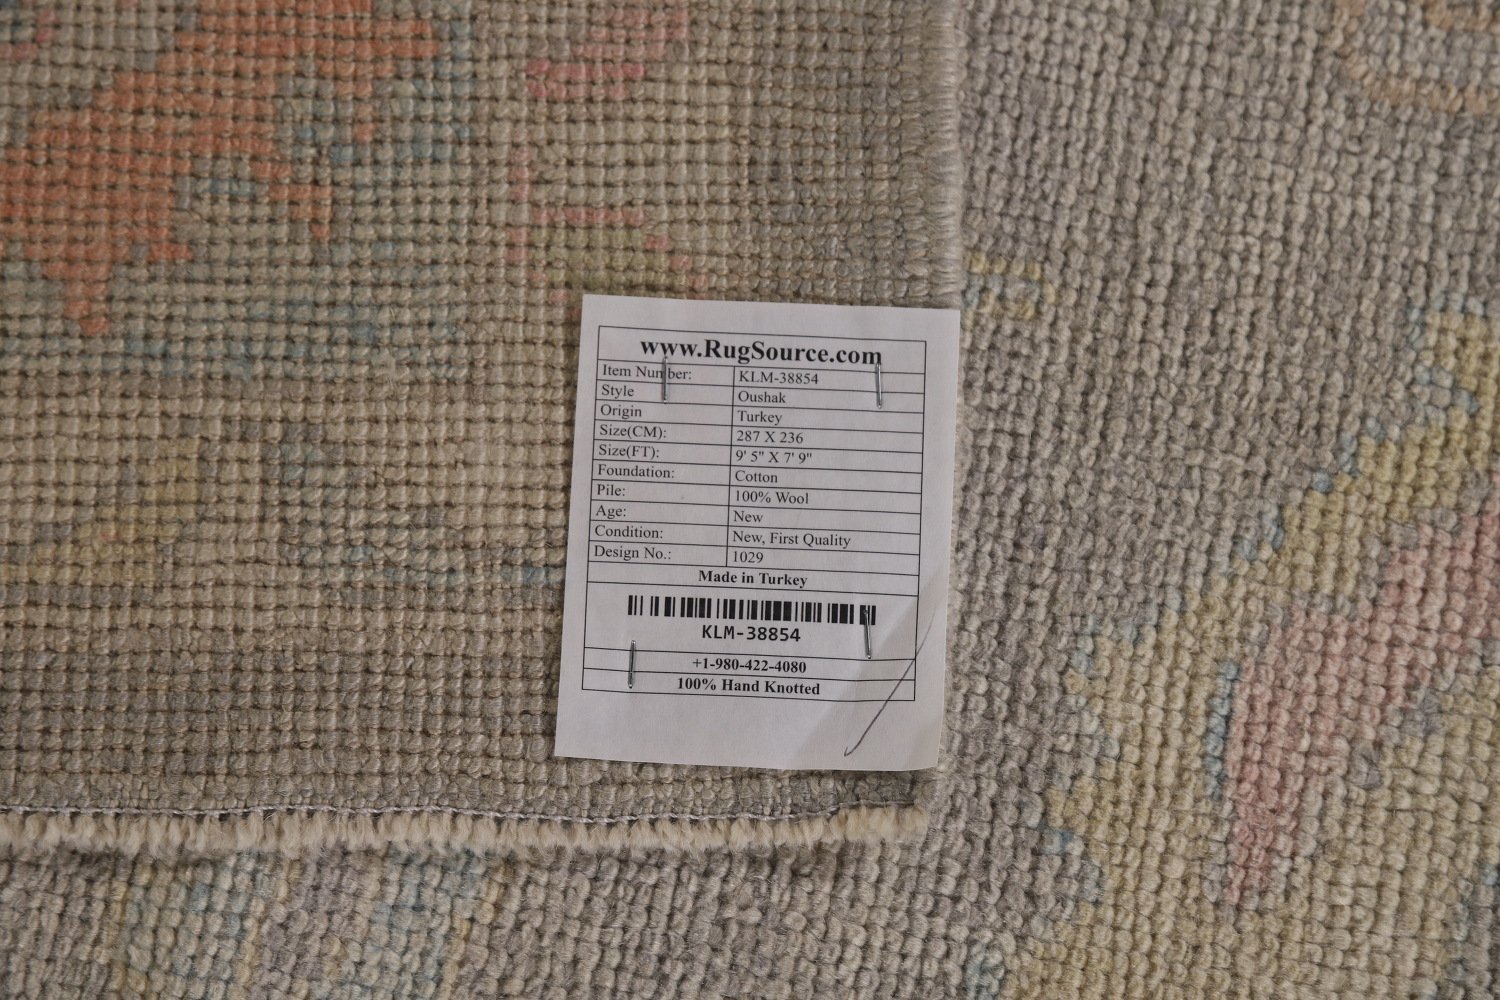 www.RugSource.com
Item Number: KLM-38854
Style Oushak
Origin Turkey
Size(CM): 287 X 236
Size(FT): 9' 5" X 7' 9"
Foundation: Cotton
Pile: 100% Wool
Age: New
Condition: New, First Quality
Design No.: 1029
Made in Turkey
KLM-38854
+1-980-422-4080
100% Hand Knotted